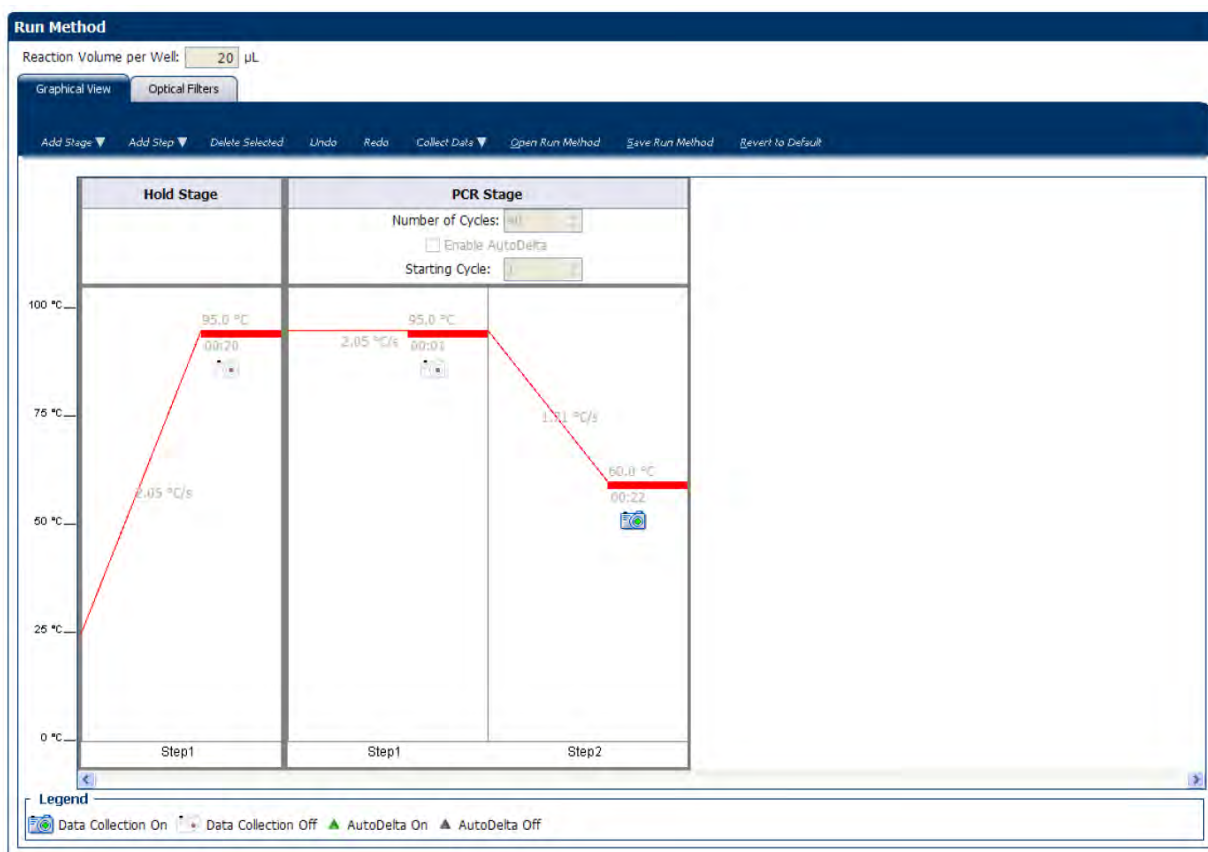 Run Method
Reaction Volume per Well: 20 µL
Graphical View Optical Filters
Add Stage ▼ Add Step ▼ Delete Selected Undo Redo Collect Data ▼ Open Run Method Save Run Method Revert to Default
Hold Stage PCR Stage
Number of Cycles: 40
Enable AutoDelta
Starting Cycle: 1
100 °C
95.0 °C 95.0 °C
00:20 2.05 °C/s 00:01
75 °C
60.0 °C
2.05 °C/s 00:22
50 °C
25 °C
0 °C
Step1 Step1 Step2
Legend
Data Collection On Data Collection Off AutoDelta On AutoDelta Off